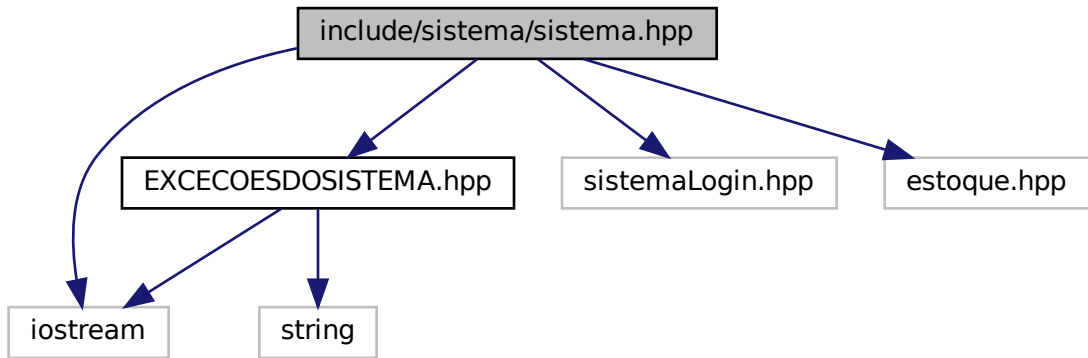 include/sistema/sistema.hpp
EXCECOESDOSISTEMA.hpp
sistemaLogin.hpp
estoque.hpp
iostream
string